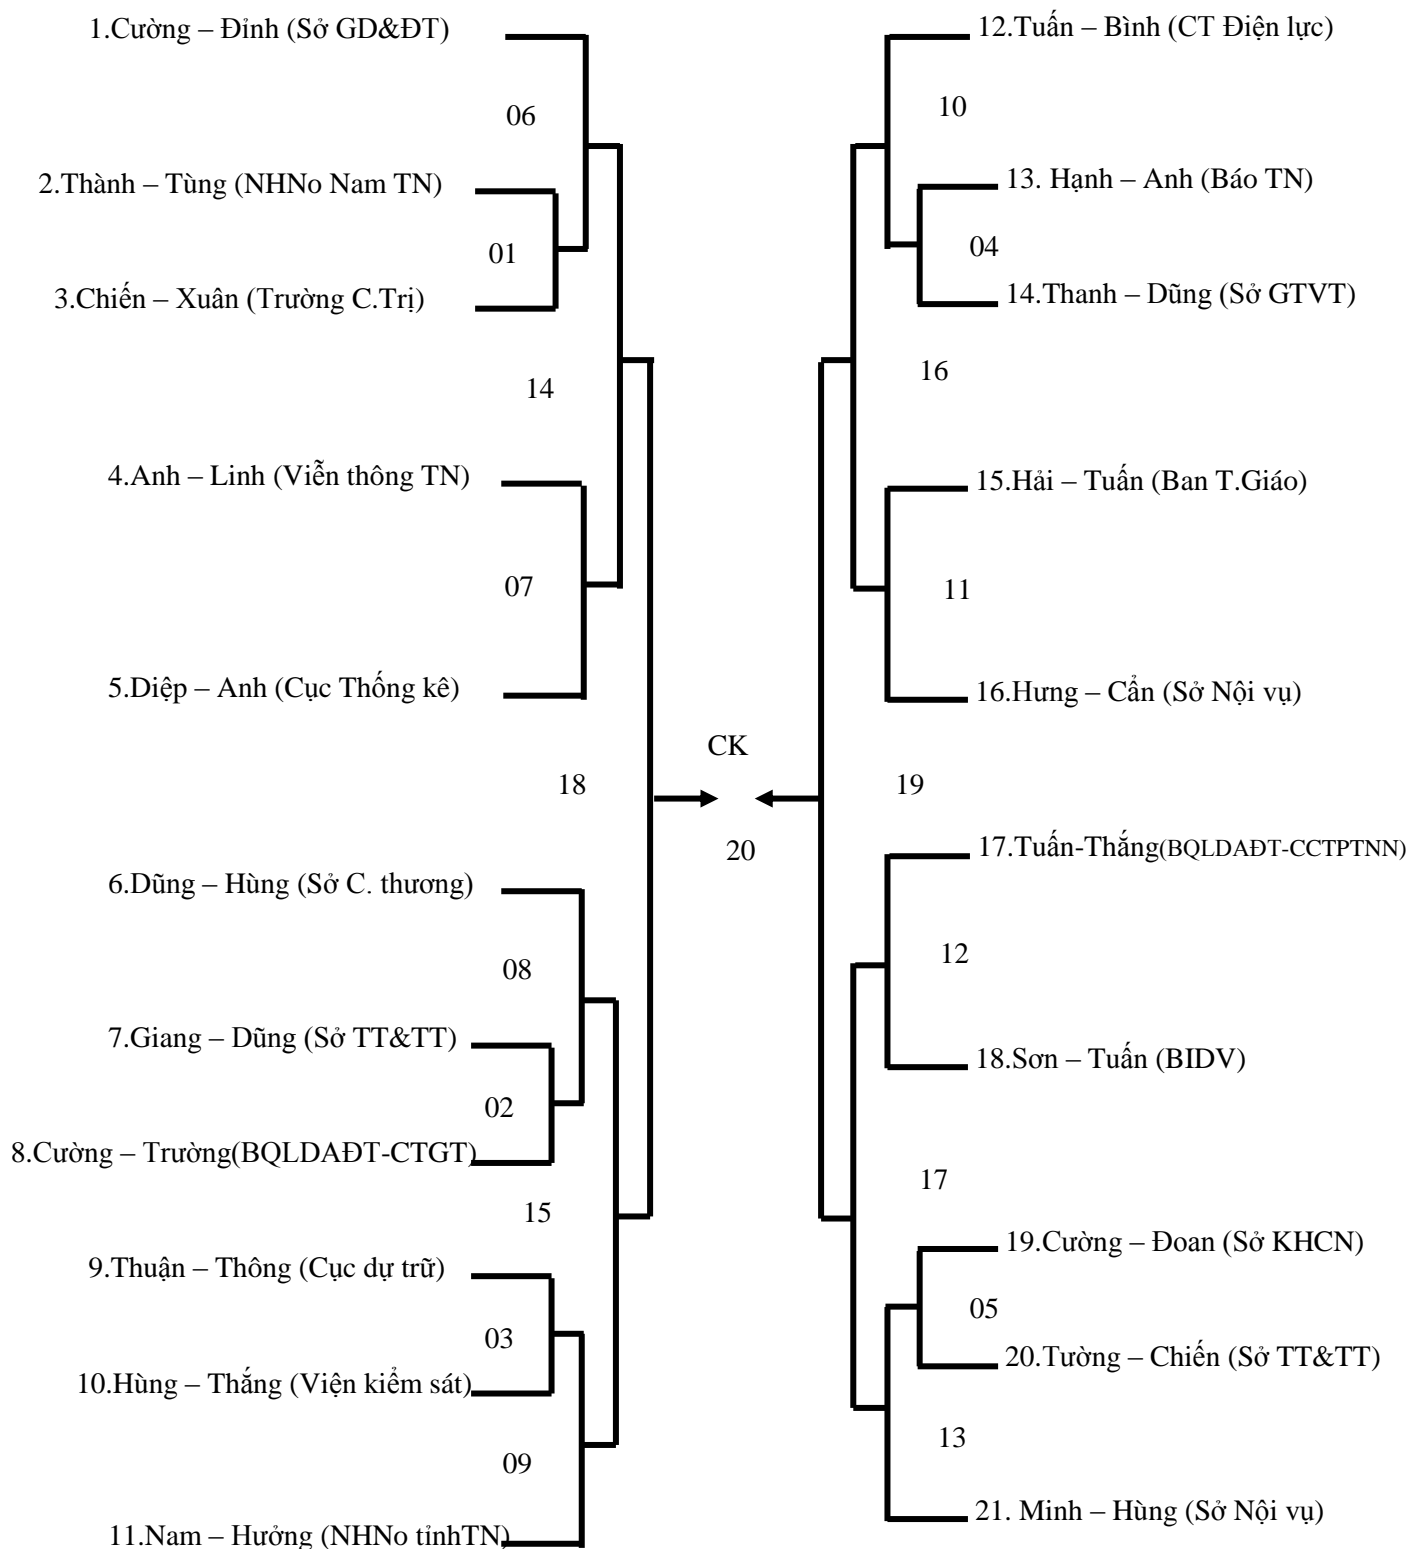 1.Cường – Đỉnh (Sở GD&ĐT)
06
2.Thành – Tùng (NHNo Nam TN)
01
3.Chiến – Xuân (Trường C.Trị)
14
4.Anh – Linh (Viễn thông TN)
07
5.Diệp – Anh (Cục Thống kê)
18
6.Dũng – Hùng (Sở C. thương)
08
7.Giang – Dũng (Sở TT&TT)
02
8.Cường – Trường(BQLDAĐT-CTGT)
15
9.Thuận – Thông (Cục dự trữ)
03
10.Hùng – Thắng (Viện kiểm sát)
09
11.Nam – Hưởng (NHNo tỉnhTN)
CK
20
12.Tuấn – Bình (CT Điện lực)
10
13. Hạnh – Anh (Báo TN)
04
14.Thanh – Dũng (Sở GTVT)
16
15.Hải – Tuấn (Ban T.Giáo)
11
16.Hưng – Cẩn (Sở Nội vụ)
19
17.Tuấn-Thắng(BQLDAĐT-CCTPTNN)
12
18.Sơn – Tuấn (BIDV)
17
19.Cường – Đoan (Sở KHCN)
05
20.Tường – Chiến (Sở TT&TT)
13
21. Minh – Hùng (Sở Nội vụ)